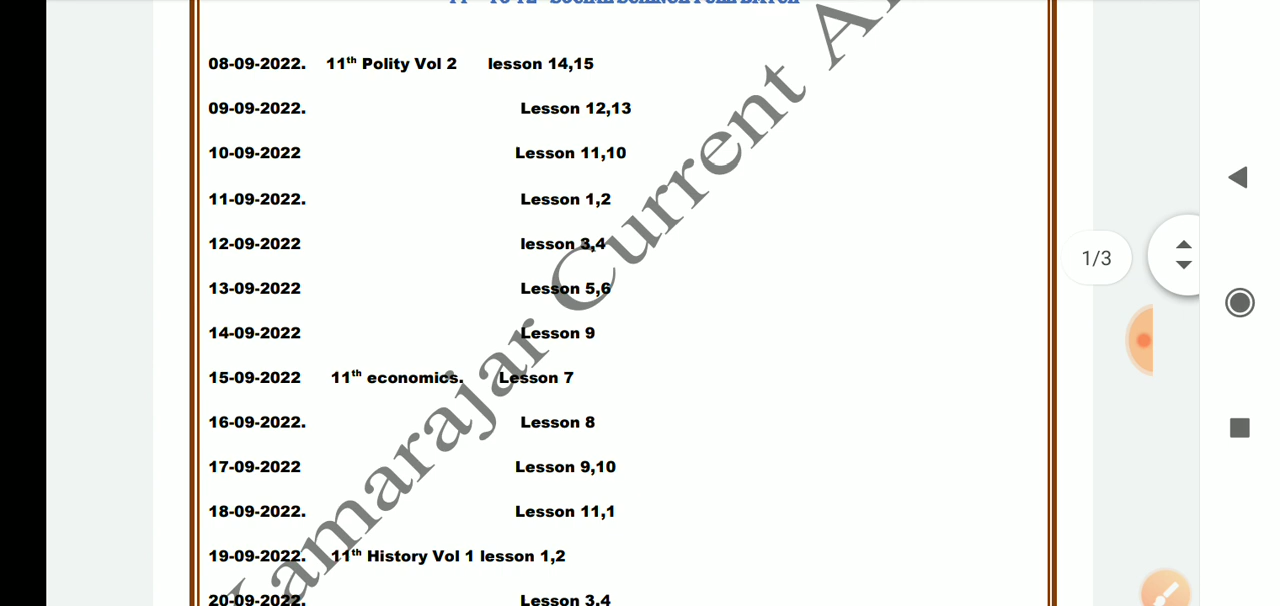 08-09-2022. 11th Polity Vol 2 lesson 14,15
09-09-2022. Lesson 12,13
10-09-2022 Lesson 11,10
11-09-2022. Lesson 1,2
12-09-2022 lesson 3,4
13-09-2022 Lesson 5,6
14-09-2022 Lesson 9
15-09-2022 11th economics. Lesson 7
16-09-2022. Lesson 8
17-09-2022 Lesson 9,10
18-09-2022. Lesson 11,1
19-09-2022. 11th History Vol 1 lesson 1,2
20-09-2022. Lesson 3,4
Kamarajar Current
1/3